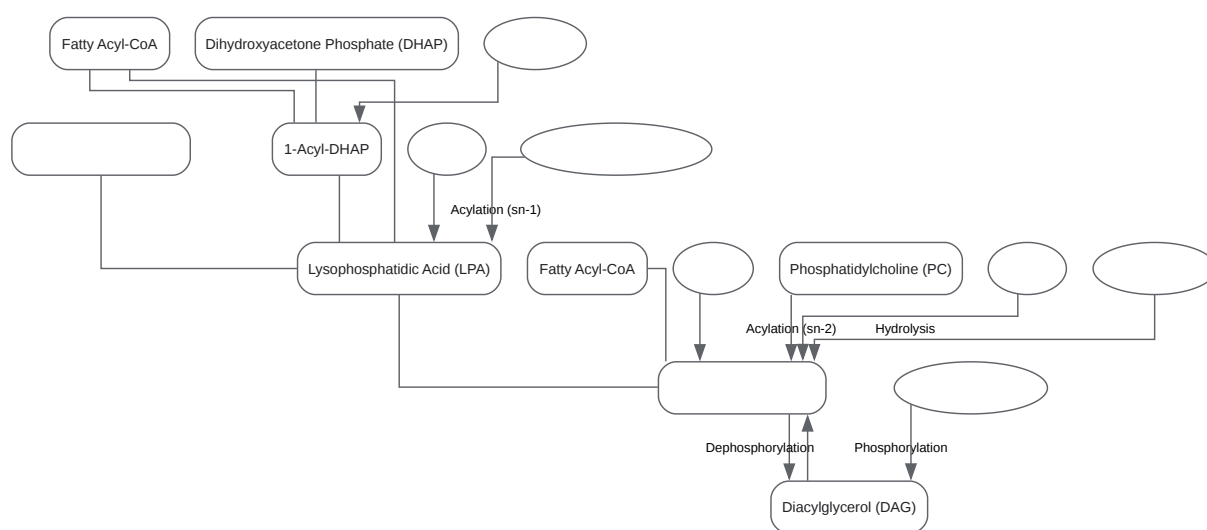 Fatty Acyl-CoA
Dihydroxyacetone Phosphate (DHAP)
1-Acyl-DHAP
Acylation (sn-1)
Lysophosphatidic Acid (LPA)
Fatty Acyl-CoA
Phosphatidylcholine (PC)
Acylation (sn-2)
Hydrolysis
Dephosphorylation
Phosphorylation
Diacylglycerol (DAG)